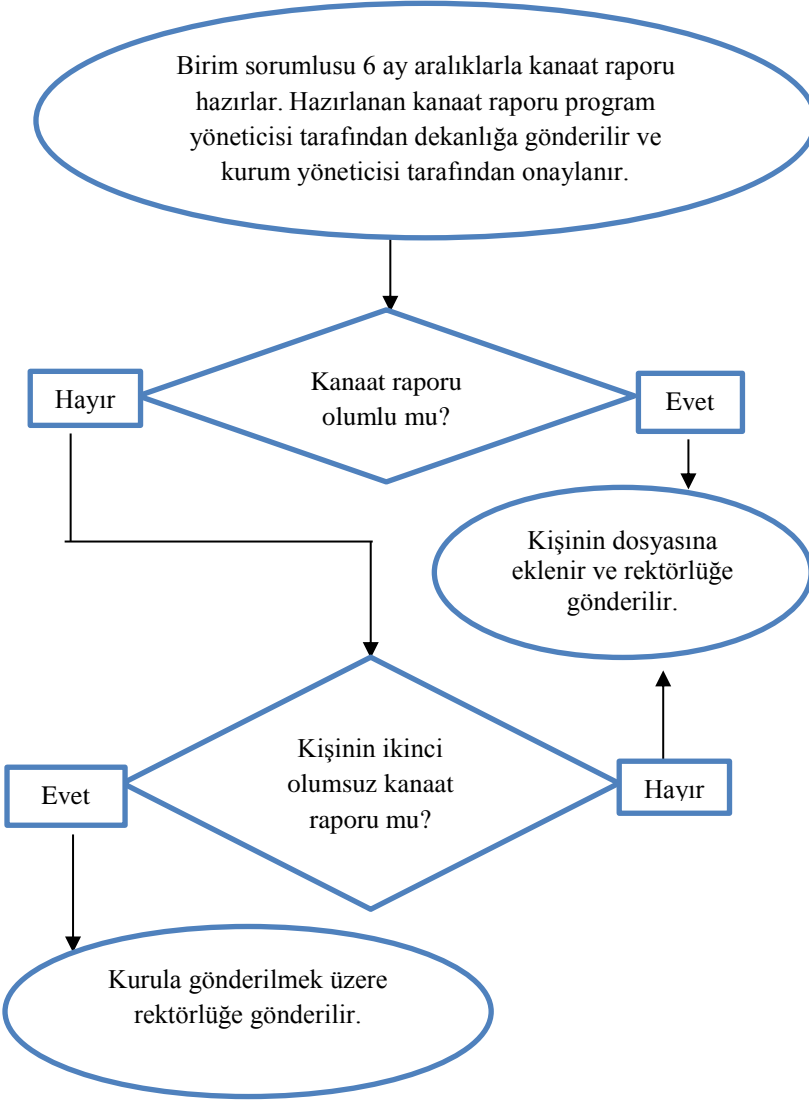 Birim sorumlusu 6 ay aralıklarla kanaat raporu
hazırlar. Hazırlanan kanaat raporu program
yöneticisi tarafından dekanlığa gönderilir ve
kurum yöneticisi tarafından onaylanır.
Kanaat raporu
olumlu mu?
Hayır
Evet
Kişinin dosyasına
eklenir ve rektörlüğe
gönderilir.
Kişinin ikinci
olumsuz kanaat
raporu mu?
Evet
Hayır
Kurula gönderilmek üzere
rektörlüğe gönderilir.